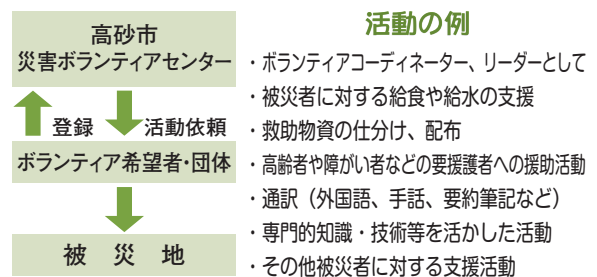 高砂市
災害ボランティアセンター
登録
活動依頼
ボランティア希望者・団体
被災地
活動の例
・ボランティアコーディネーター、リーダーとして
・被災者に対する給食や給水の支援
・救助物資の仕分け、配布
・高齢者や障がい者などの要援護者への援助活動
・通訳（外国語、手話、要約筆記など）
・専門的知識・技術等を活かした活動
・その他被災者に対する支援活動